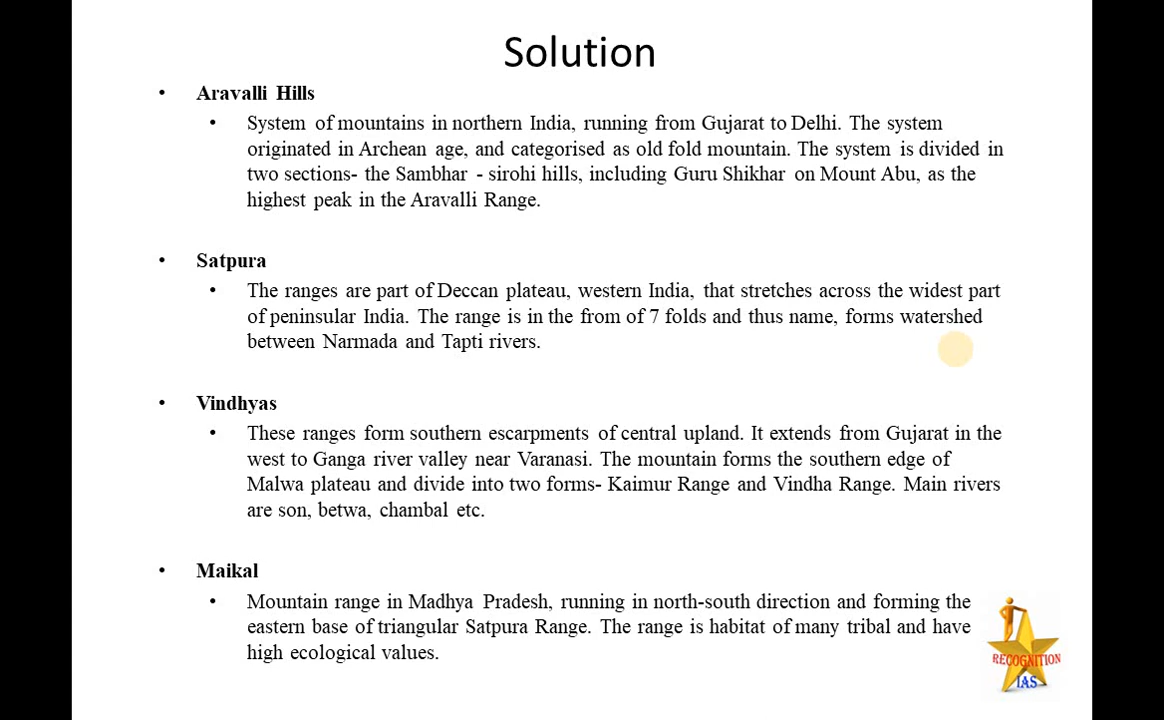 Solution
• Aravalli Hills
• System of mountains in northern India, running from Gujarat to Delhi. The system
originated in Archean age, and categorised as old fold mountain. The system is divided in
two sections- the Sambhar - sirohi hills, including Guru Shikhar on Mount Abu, as the
highest peak in the Aravalli Range.
• Satpura
• The ranges are part of Deccan plateau, western India, that stretches across the widest part
of peninsular India. The range is in the from of 7 folds and thus name, forms watershed
between Narmada and Tapti rivers.
• Vindhyas
• These ranges form southern escarpments of central upland. It extends from Gujarat in the
west to Ganga river valley near Varanasi. The mountain forms the southern edge of
Malwa plateau and divide into two forms- Kaimur Range and Vindha Range. Main rivers
are son, betwa, chambal etc.
• Maikal
• Mountain range in Madhya Pradesh, running in north-south direction and forming the
eastern base of triangular Satpura Range. The range is habitat of many tribal and have
high ecological values.
RECOGNITION
IAS